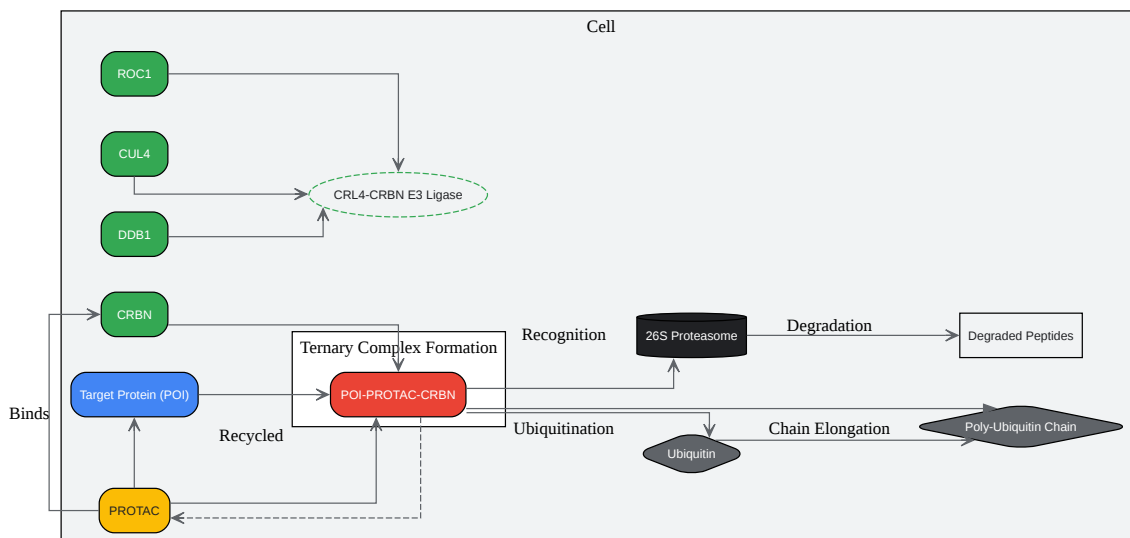 Cell
ROC1
CUL4
CRL4-CRBN E3 Ligase
DDB1
CRBN
Recognition
26S Proteasome
Degradation
Degraded Peptides
Ternary Complex Formation
Target Protein (POI)
POI-PROTAC-CRBN
Binds
Recycled
Ubiquitination
Chain Elongation
Poly-Ubiquitin Chain
Ubiquitin
PROTAC